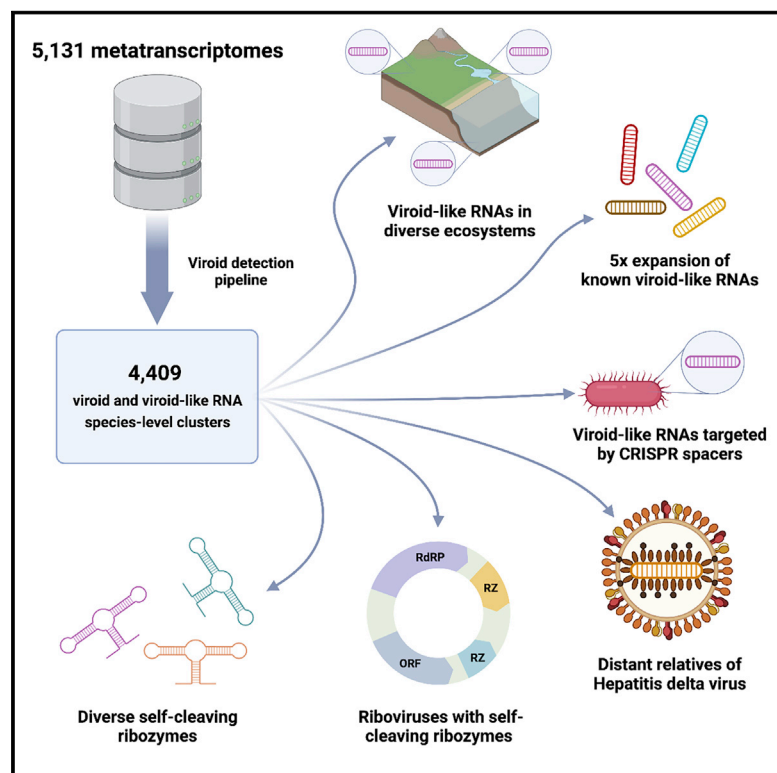 5,131 metatranscriptomes
Viroid detection
pipeline
4,409
viroid and viroid-like RNA
species-level clusters
Viroid-like RNAs in
diverse ecosystems
5x expansion of
known viroid-like RNAs
Viroid-like RNAs targeted
by CRISPR spacers
Distant relatives of
Hepatitis delta virus
RdRP
RZ
RZ
ORF
Riboviruses with self-
cleaving ribozymes
Diverse self-cleaving
ribozymes